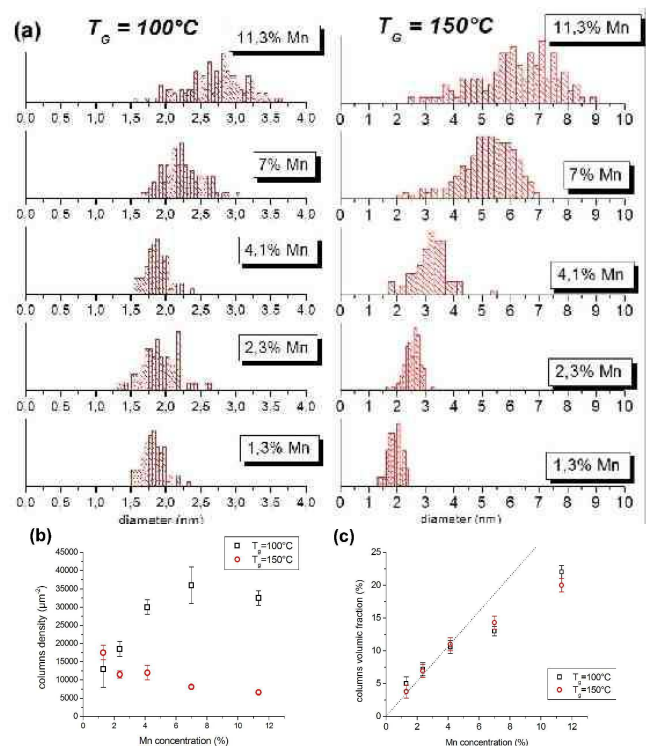 (a)
T_G = 100°C
T_G = 150°C
11,3% Mn
11,3% Mn
0,0 0,5 1,0 1,5 2,0 2,5 3,0 3,5 4,0
0 1 2 3 4 5 6 7 8 9 10
7% Mn
7% Mn
0,0 0,5 1,0 1,5 2,0 2,5 3,0 3,5 4,0
0 1 2 3 4 5 6 7 8 9 10
4,1% Mn
4,1% Mn
0,0 0,5 1,0 1,5 2,0 2,5 3,0 3,5 4,0
0 1 2 3 4 5 6 7 8 9 10
2,3% Mn
2,3% Mn
0,0 0,5 1,0 1,5 2,0 2,5 3,0 3,5 4,0
0 1 2 3 4 5 6 7 8 9 10
1,3% Mn
1,3% Mn
0,0 0,5 1,0 1,5 2,0 2,5 3,0 3,5 4,0
0 1 2 3 4 5 6 7 8 9 10
diameter (nm)
diameter (nm)
(b)
T_g=100°C
T_g=150°C
columns density (µm⁻²)
45000
40000
35000
30000
25000
20000
15000
10000
5000
0
0 2 4 6 8 10 12
Mn concentration (%)
(c)
columns volumic fraction (%)
25
20
15
10
5
0
T_g=100°C
T_g=150°C
0 2 4 6 8 10 12
Mn concentration (%)